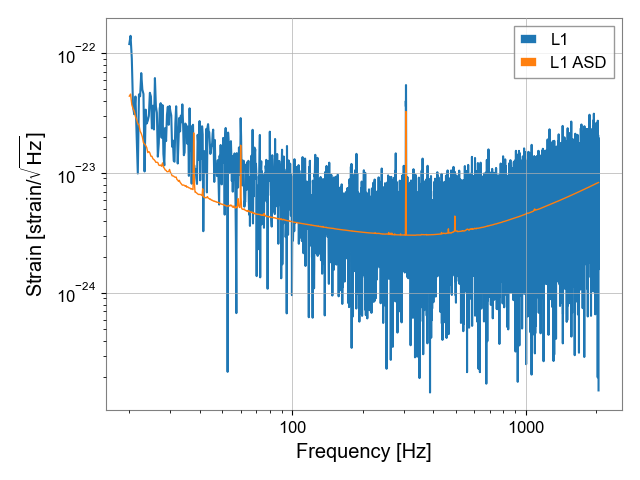 L1
L1 ASD
10⁻²²
10⁻²³
10⁻²⁴
Strain [strain/√Hz]
100
1000
Frequency [Hz]